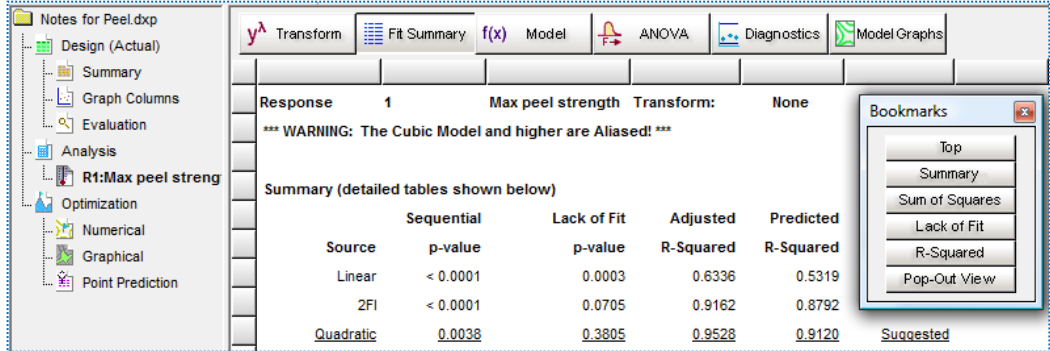 Notes for Peel.dxp
Design (Actual)
Summary
Graph Columns
Evaluation
Analysis
R1:Max peel streng
Optimization
Numerical
Graphical
Point Prediction
yλ Transform Fit Summary f(x) Model F ANOVA Diagnostics Model Graphs
Response 1 Max peel strength Transform: None
*** WARNING: The Cubic Model and higher are Aliased! ***
Summary (detailed tables shown below)
Sequential Lack of Fit Adjusted Predicted
Source p-value p-value R-Squared R-Squared
Linear < 0.0001 0.0003 0.6336 0.5319
2FI < 0.0001 0.0705 0.9162 0.8792
Quadratic 0.0038 0.3805 0.9528 0.9120 Suggested
Bookmarks
Top
Summary
Sum of Squares
Lack of Fit
R-Squared
Pop-Out View